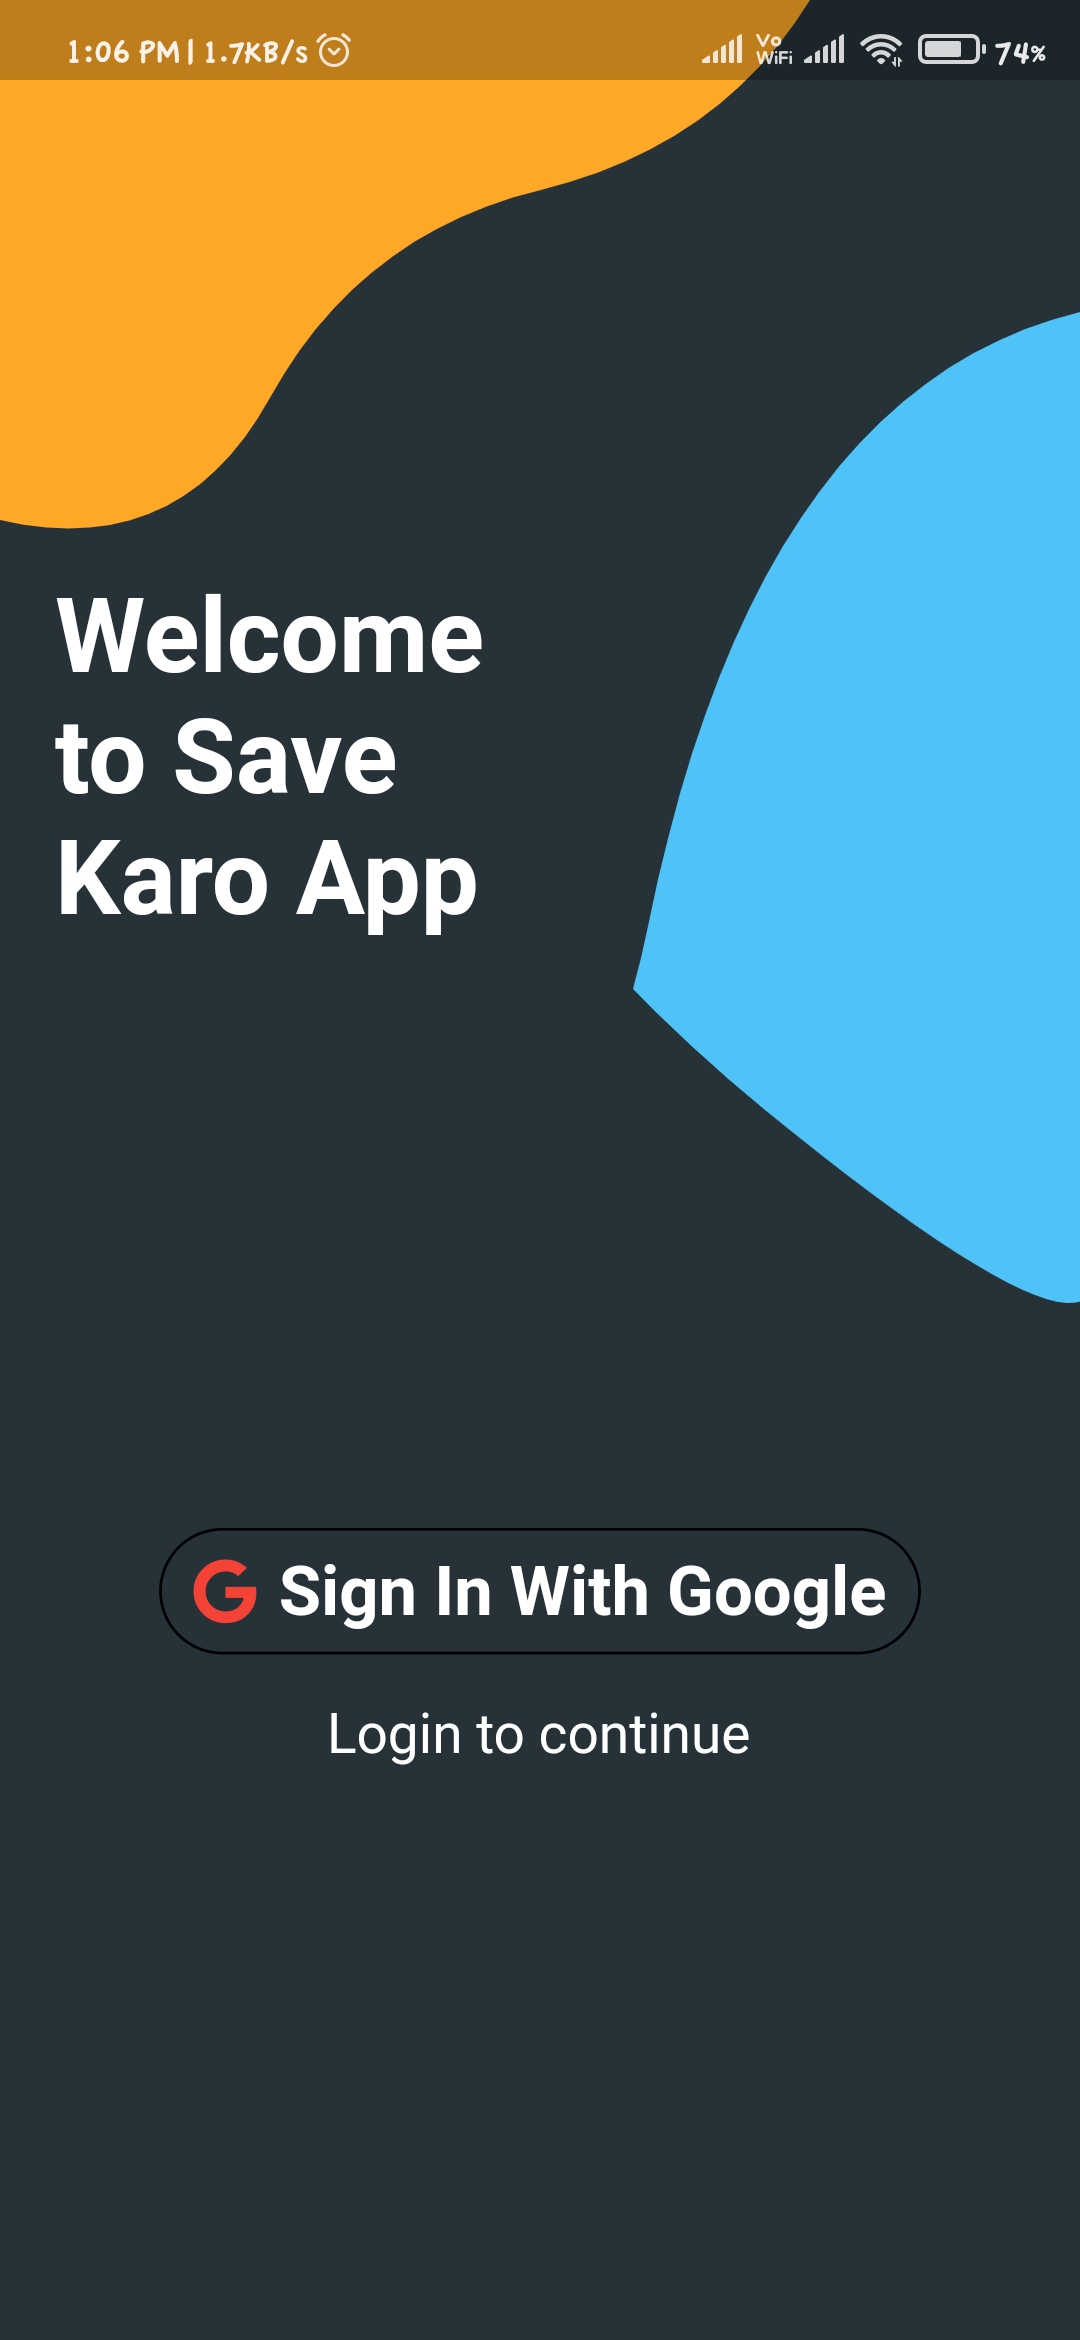 1:06 PM | 1.7KB/s
Vo
WiFi
74%
Welcome
to Save
Karo App
G Sign In With Google
Login to continue